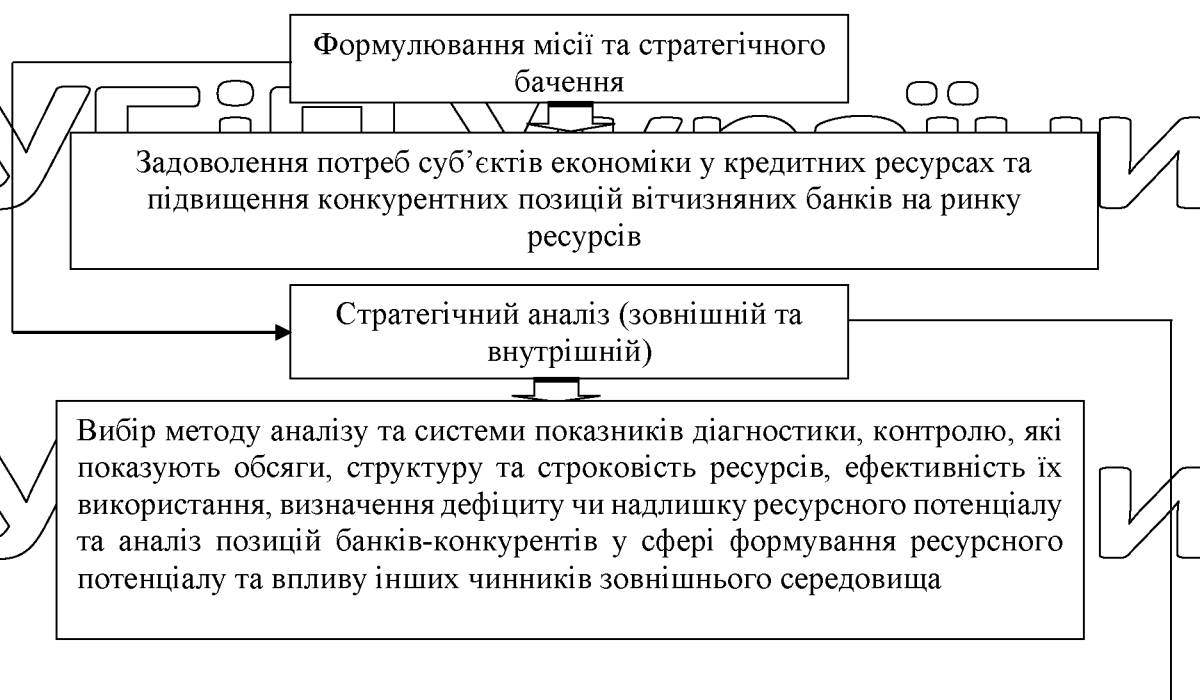 Формулювання місії та стратегічного
бачення
Задоволення потреб суб’єктів економіки у кредитних ресурсах та
підвищення конкурентних позицій вітчизняних банків на ринку
ресурсів
Стратегічний аналіз (зовнішній та
внутрішній)
Вибір методу аналізу та системи показників діагностики, контролю, які
показують обсяги, структуру та строковість ресурсів, ефективність їх
використання, визначення дефіциту чи надлишку ресурсного потенціалу
та аналіз позицій банків-конкурентів у сфері формування ресурсного
потенціалу та впливу інших чинників зовнішнього середовища